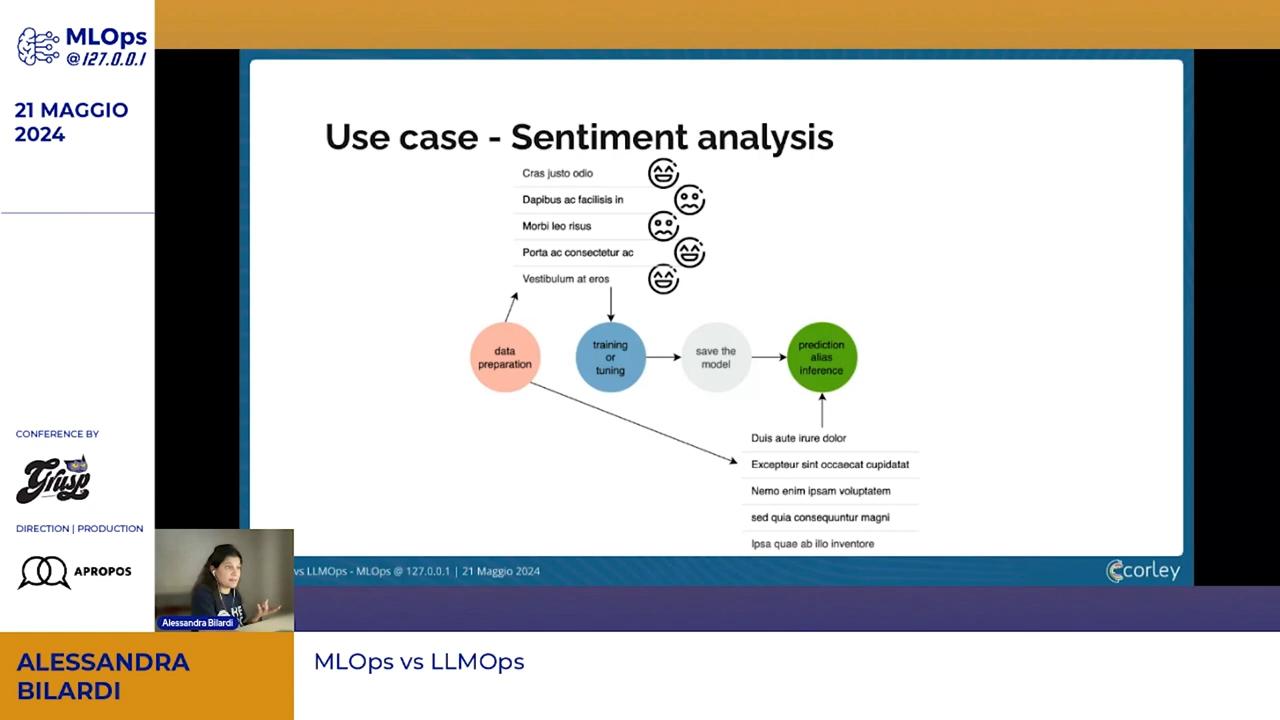 MLOps
@127.0.0.1
21 MAGGIO
2024
Use case - Sentiment analysis
Cras justo odio
Dapibus ac facilisis in
Morbi leo risus
Porta ac consectetur ac
Vestibulum at eros
data
preparation
training
or
tuning
save the
model
prediction
alias
inference
Duis aute irure dolor
Excepteur sint occaecat cupidatat
Nemo enim ipsam voluptatem
sed quia consequuntur magni
Ipsa quae ab illo inventore
CONFERENCE BY
Grusp
DIRECTION | PRODUCTION
APROPOS
HE
Alessandra Bilardi
vs LLMOps - MLOps @ 127.0.0.1 | 21 Maggio 2024
corley
ALESSANDRA
BILARDI
MLOps vs LLMOps